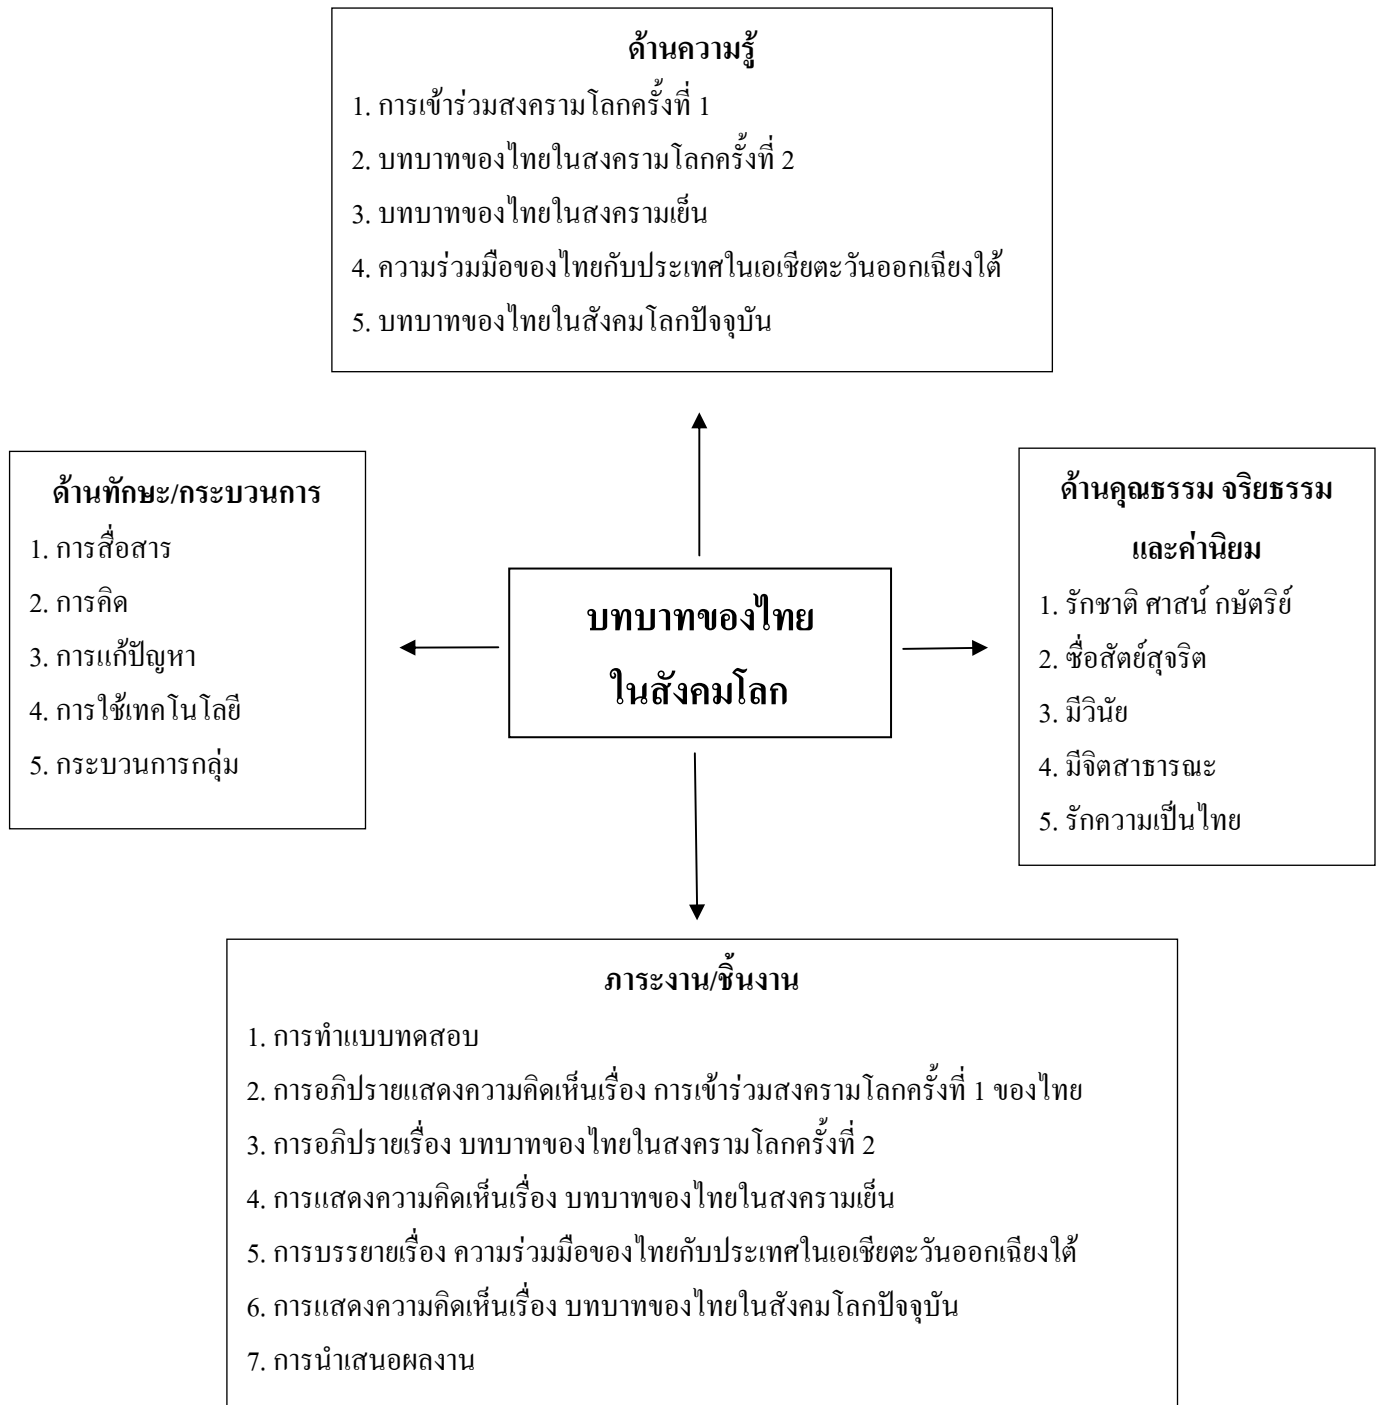 ด้านความรู้
1. การเข้าร่วมสงครามโลกครั้งที่ 1
2. บทบาทของไทยในสงครามโลกครั้งที่ 2
3. บทบาทของไทยในสงครามเย็น
4. ความร่วมมือของไทยกับประเทศในเอเชียตะวันออกเฉียงใต้
5. บทบาทของไทยในสังคมโลกปัจจุบัน
ด้านทักษะ/กระบวนการ
1. การสื่อสาร
2. การคิด
3. การแก้ปัญหา
4. การใช้เทคโนโลยี
5. กระบวนการกลุ่ม
บทบาทของไทย
ในสังคมโลก
ด้านคุณธรรม จริยธรรม
และค่านิยม
1. รักชาติ ศาสน์ กษัตริย์
2. ซื่อสัตย์สุจริต
3. มีวินัย
4. มีจิตสาธารณะ
5. รักความเป็นไทย
ภาระงาน/ชิ้นงาน
1. การทำแบบทดสอบ
2. การอภิปรายแสดงความคิดเห็นเรื่อง การเข้าร่วมสงครามโลกครั้งที่ 1 ของไทย
3. การอภิปรายเรื่อง บทบาทของไทยในสงครามโลกครั้งที่ 2
4. การแสดงความคิดเห็นเรื่อง บทบาทของไทยในสงครามเย็น
5. การบรรยายเรื่อง ความร่วมมือของไทยกับประเทศในเอเชียตะวันออกเฉียงใต้
6. การแสดงความคิดเห็นเรื่อง บทบาทของไทยในสังคมโลกปัจจุบัน
7. การนำเสนอผลงาน